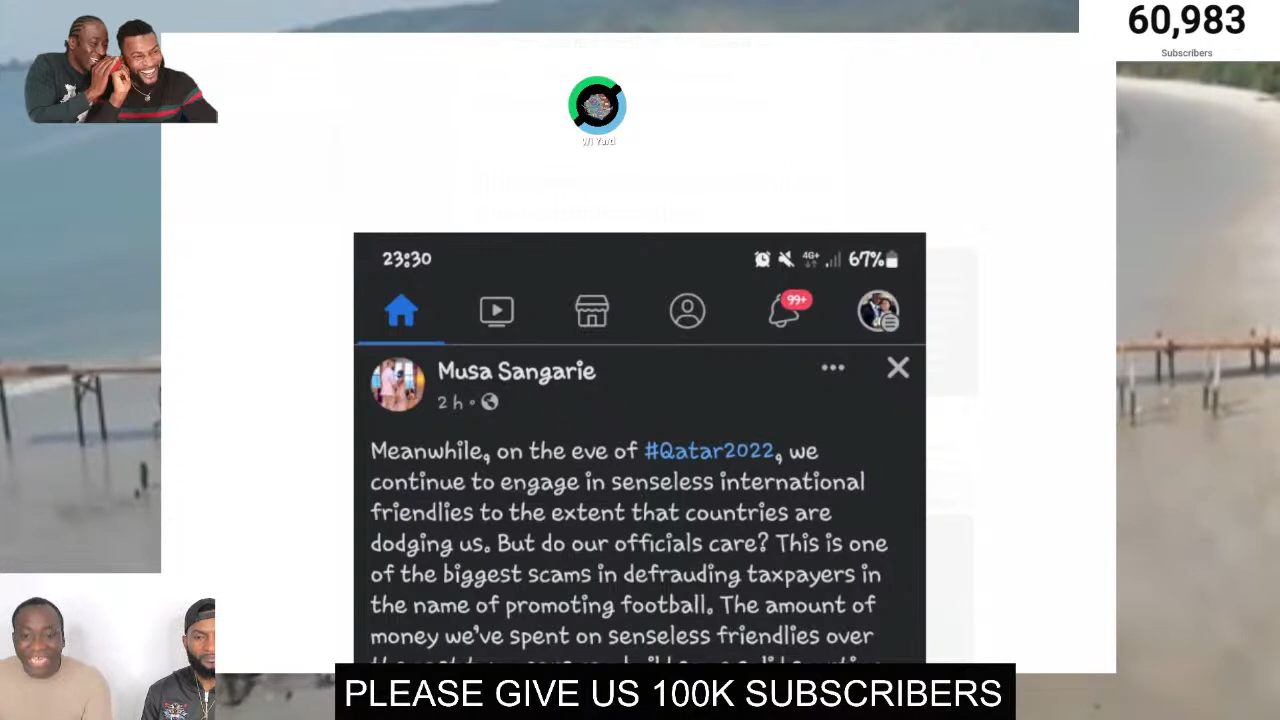 60,983
Subscribers
Wi Yard
23:30
4G+
67%
99+
Musa Sangarie
2 h
Meanwhile, on the eve of #Qatar2022, we
continue to engage in senseless international
friendlies to the extent that countries are
dodging us. But do our officials care? This is one
of the biggest scams in defrauding taxpayers in
the name of promoting football. The amount of
money we've spent on senseless friendlies over
PLEASE GIVE US 100K SUBSCRIBERS